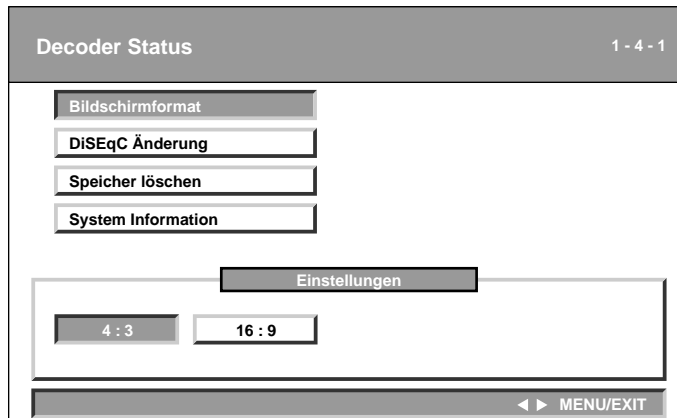 Decoder Status 1 - 4 - 1
Bildschirmformat
DiSEqC Änderung
Speicher löschen
System Information
Einstellungen
4 : 3 16 : 9
◄ ► MENU/EXIT